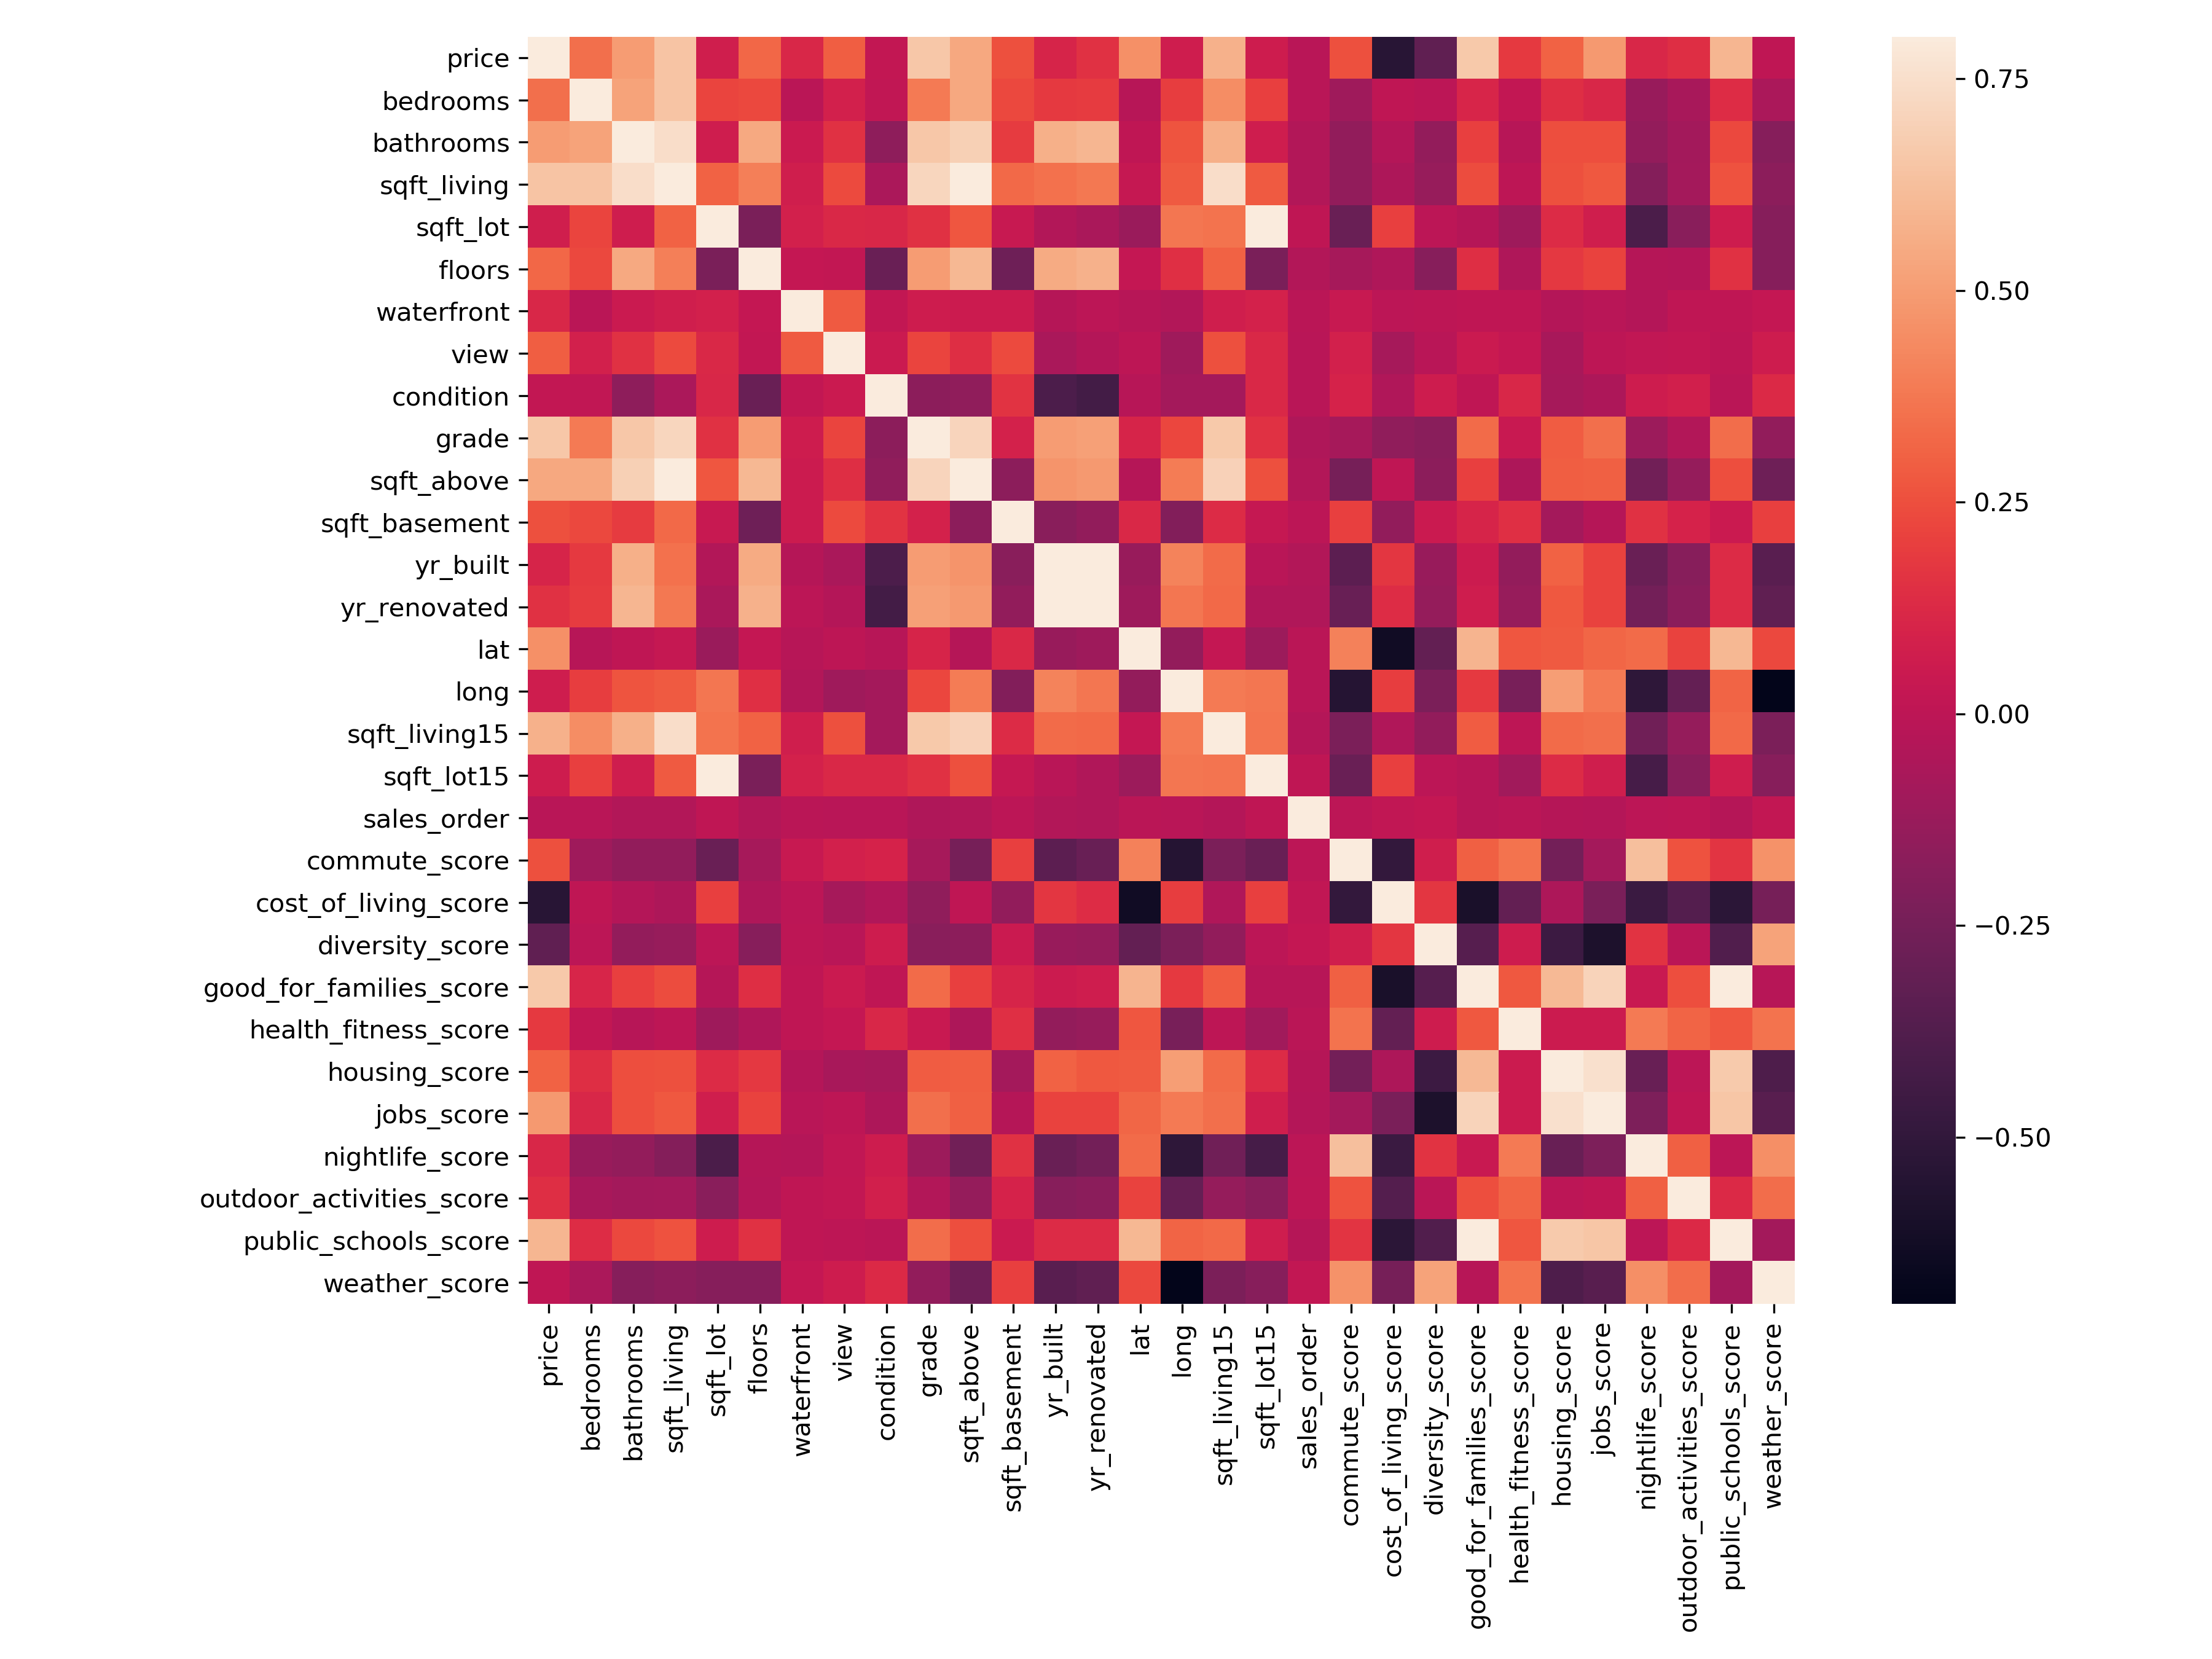 price
bedrooms
bathrooms
sqft_living
sqft_lot
floors
waterfront
view
condition
grade
sqft_above
sqft_basement
yr_built
yr_renovated
lat
long
sqft_living15
sqft_lot15
sales_order
commute_score
cost_of_living_score
diversity_score
good_for_families_score
health_fitness_score
housing_score
jobs_score
nightlife_score
outdoor_activities_score
public_schools_score
weather_score
price
bedrooms
bathrooms
sqft_living
sqft_lot
floors
waterfront
view
condition
grade
sqft_above
sqft_basement
yr_built
yr_renovated
lat
long
sqft_living15
sqft_lot15
sales_order
commute_score
cost_of_living_score
diversity_score
good_for_families_score
health_fitness_score
housing_score
jobs_score
nightlife_score
outdoor_activities_score
public_schools_score
weather_score
0.75
0.50
0.25
0.00
−0.25
−0.50